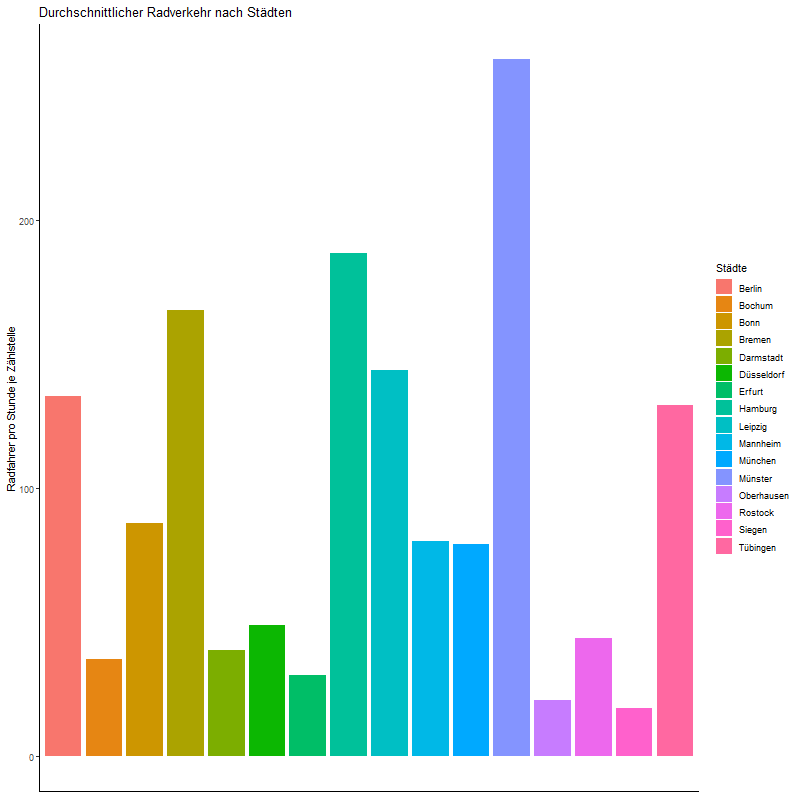 Durchschnittlicher Radverkehr nach Städten
Radfahrer pro Stunde je Zählstelle
200
100
0
Städte
Berlin
Bochum
Bonn
Bremen
Darmstadt
Düsseldorf
Erfurt
Hamburg
Leipzig
Mannheim
München
Münster
Oberhausen
Rostock
Siegen
Tübingen